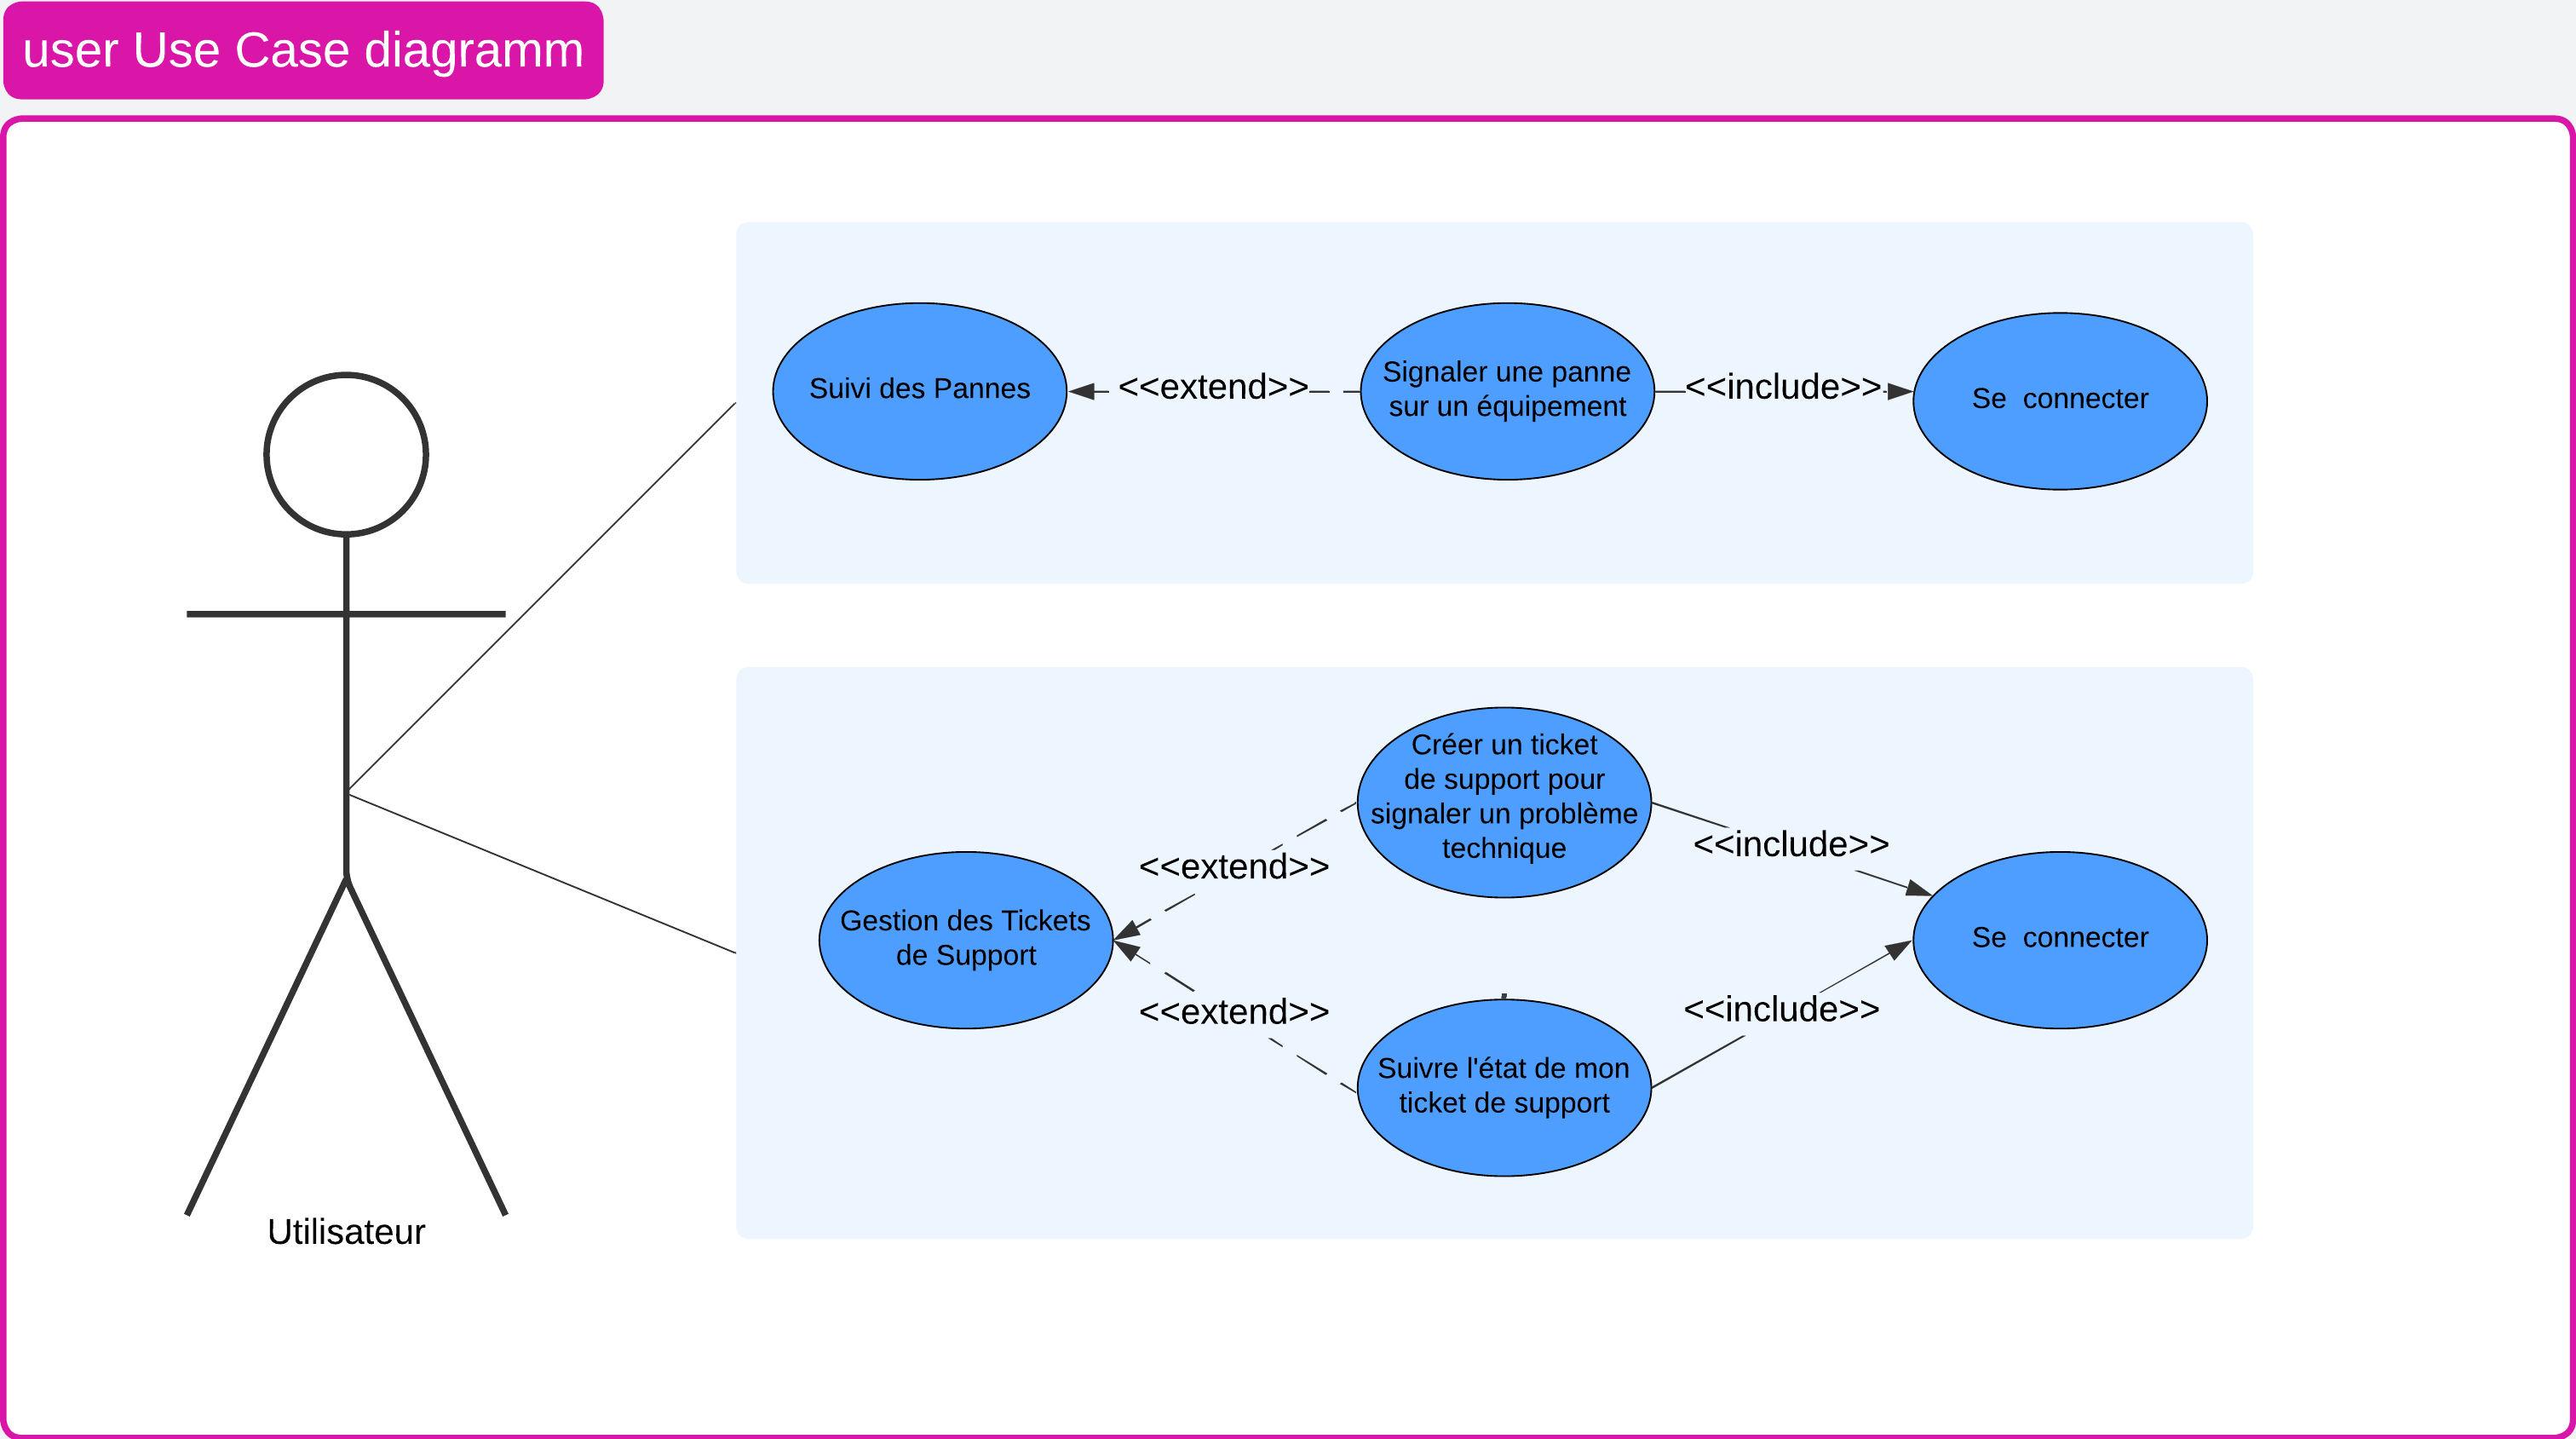 user Use Case diagramm
Suivi des Pannes
<<extend>>
Signaler une panne
sur un équipement
<<include>>
Se  connecter
Créer un ticket
de support pour
signaler un problème
technique
<<include>>
<<extend>>
Gestion des Tickets
de Support
Se  connecter
<<extend>>
<<include>>
Suivre l'état de mon
ticket de support
Utilisateur